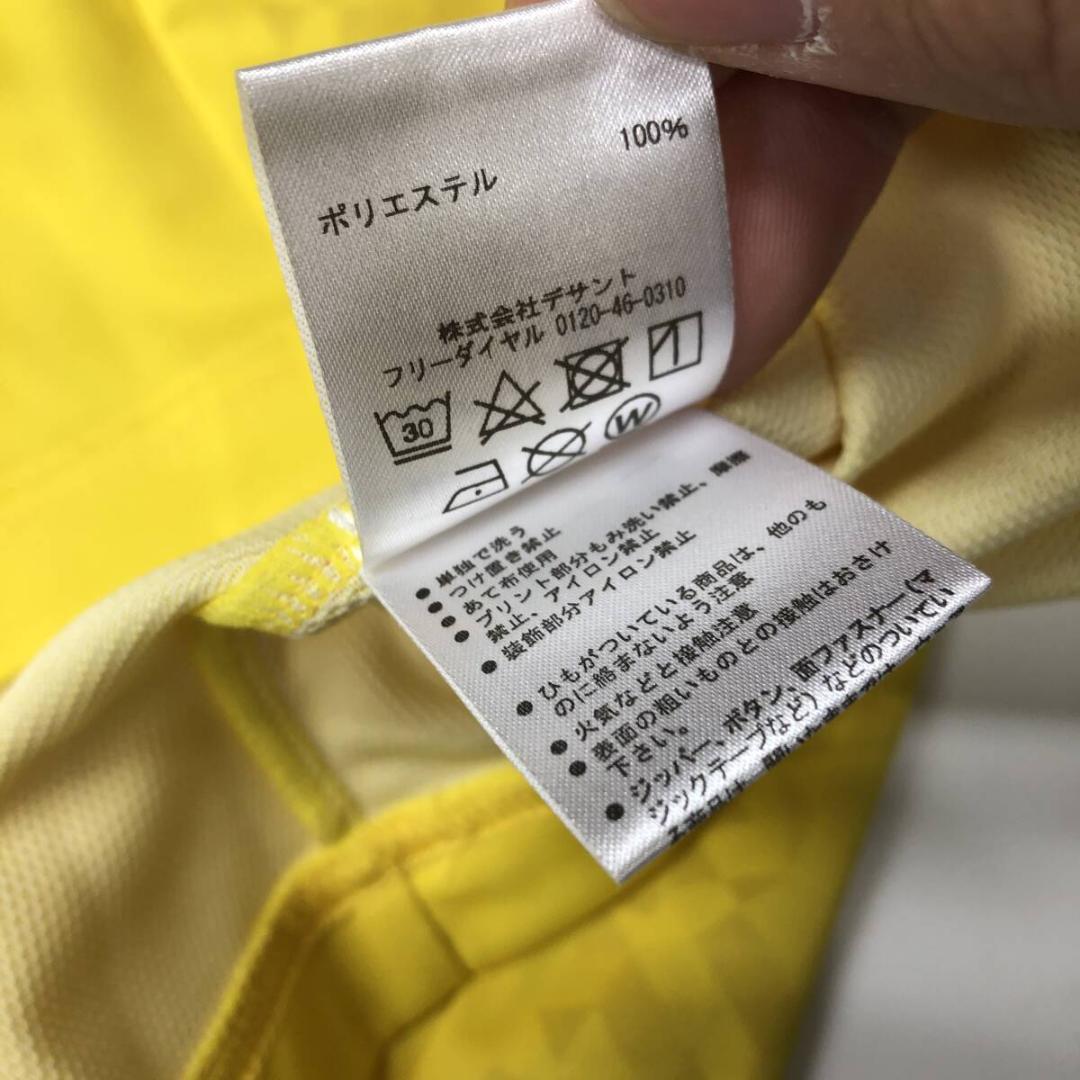 100%
ポリエステル
株式会社デサント
フリーダイヤル 0120-46-0310
30
W
● 単独で洗う
● つけ置き禁止
● あて布使用
● プリント部分もみ洗い禁止、摩擦
禁止、アイロン禁止
● 装飾部分アイロン禁止
● ひもがついている商品は、他のも
のに絡まないよう注意
● 火気などと接触注意
● 表面の粗いものとの接触はおさけ
下さい。
● ジッパー、ボタン、面ファスナー(マ
ジックテープなど)などのついてい